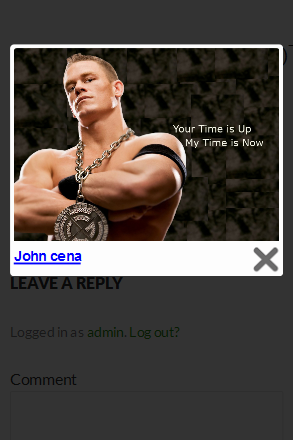 Your Time is Up
My Time is Now
John cena
LEAVE A REPLY
Logged in as admin. Log out?
Comment